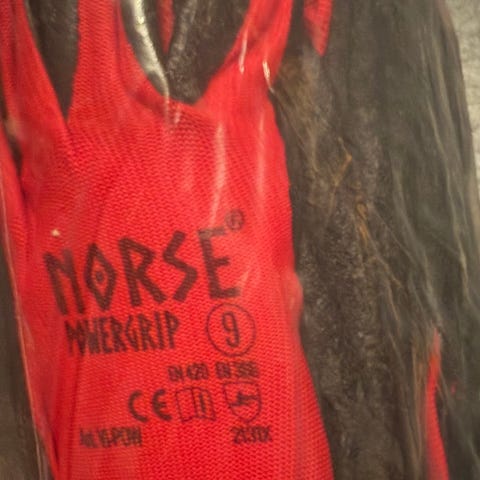 NORSE®
POWERGRIP 9
EN 420 EN 388
CE
2131X